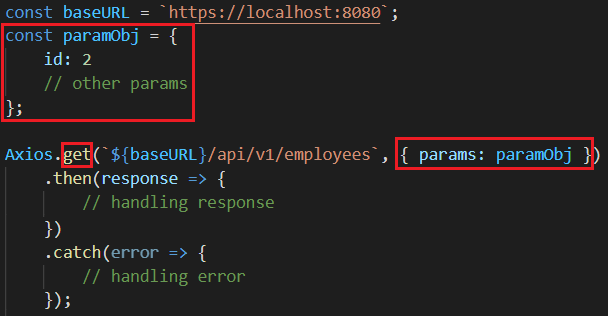 const baseURL = `https://localhost:8080`;
const paramObj = {
    id: 2
    // other params
};
Axios.get(`${baseURL}/api/v1/employees`, { params: paramObj })
    .then(response => {
        // handling response
    })
    .catch(error => {
        // handling error
    });